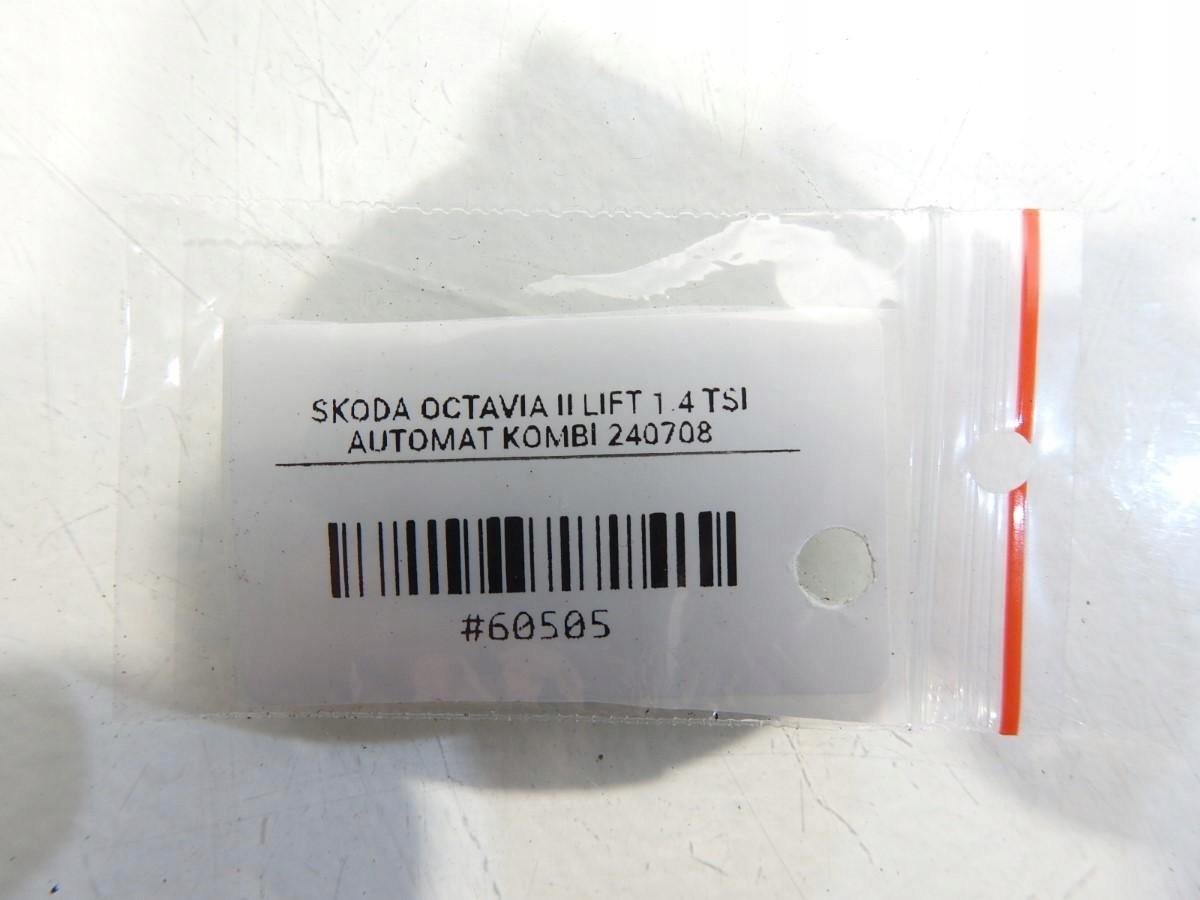 SKODA OCTAVIA II LIFT 1.4 TSI
AUTOMAT KOMBI 240708
#60505